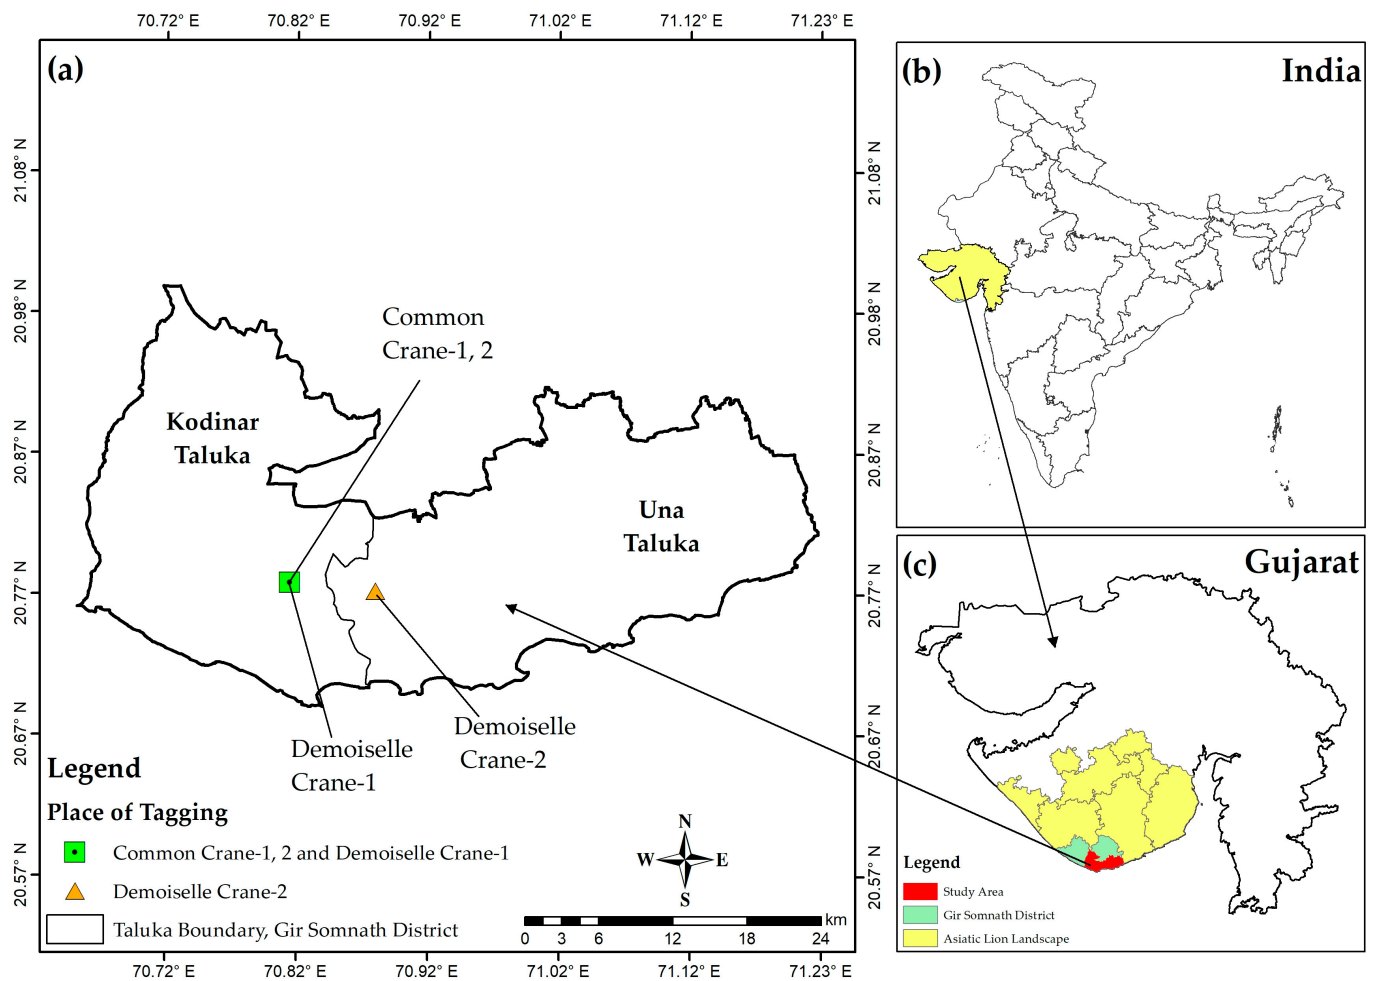 70.72° E 70.82° E 70.92° E 71.02° E 71.12° E 71.23° E
(a)
21.08° N
20.98° N
20.87° N
20.77° N
20.67° N
20.57° N
Common
Crane-1, 2
Kodinar
Taluka
Una
Taluka
Demoiselle
Crane-1
Demoiselle
Crane-2
Legend
Place of Tagging
Common Crane-1, 2 and Demoiselle Crane-1
Demoiselle Crane-2
Taluka Boundary, Gir Somnath District
N
W E
S
km
0 3 6 12 18 24
70.72° E 70.82° E 70.92° E 71.02° E 71.12° E 71.23° E
21.08° N
20.98° N
20.87° N
20.77° N
20.67° N
20.57° N
(b)
India
(c)
Gujarat
Legend
Study Area
Gir Somnath District
Asiatic Lion Landscape